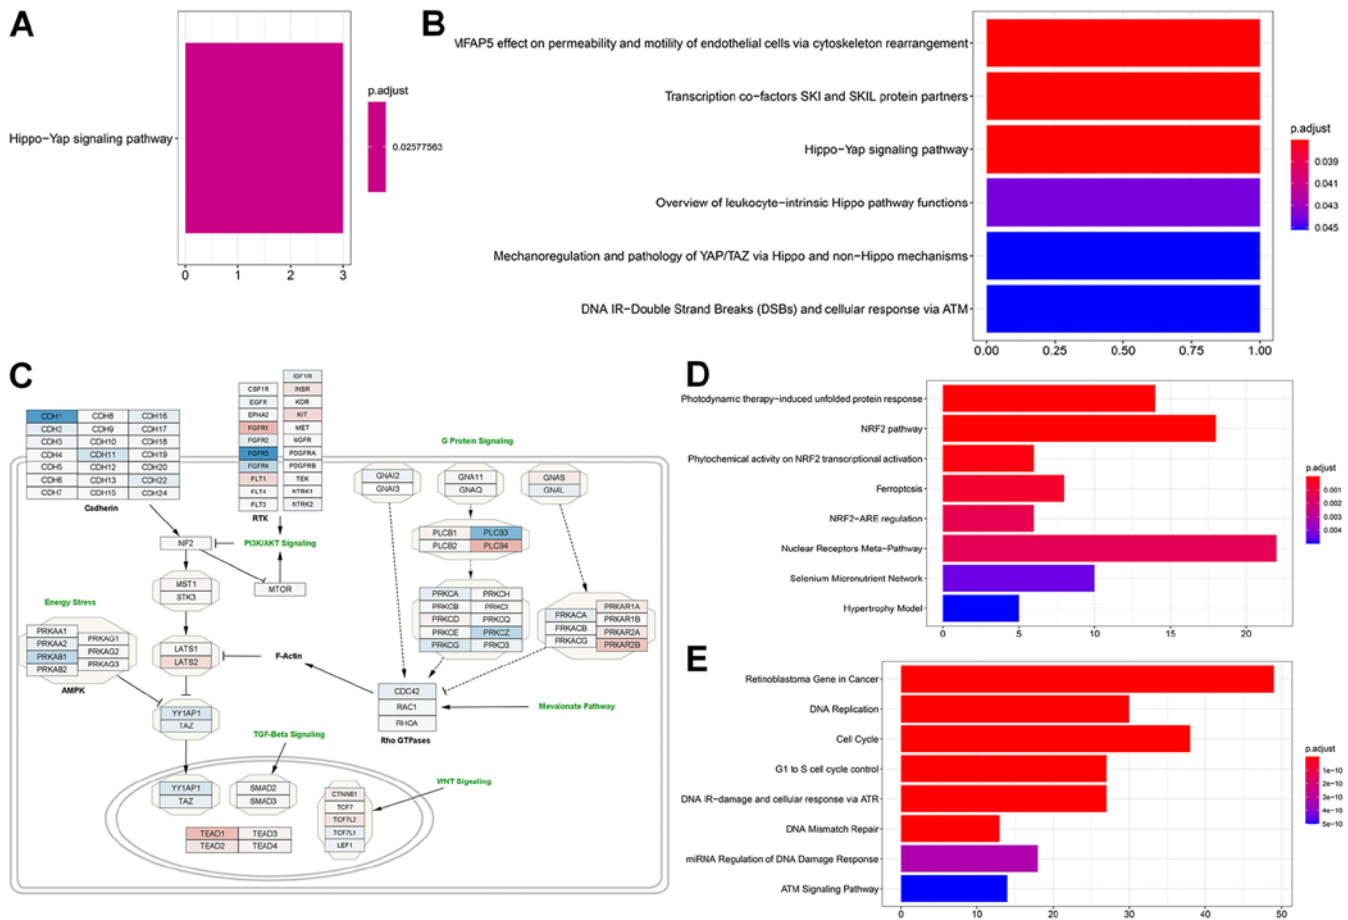 A
p.adjust
Hippo−Yap signaling pathway
0.02577563
0 1 2 3
B
MFAP5 effect on permeability and motility of endothelial cells via cytoskeleton rearrangement
Transcription co−factors SKI and SKIL protein partners
Hippo−Yap signaling pathway
Overview of leukocyte−intrinsic Hippo pathway functions
Mechanoregulation and pathology of YAP/TAZ via Hippo and non−Hippo mechanisms
DNA IR−Double Strand Breaks (DSBs) and cellular response via ATM
0.00 0.25 0.50 0.75 1.00
p.adjust
0.039
0.041
0.043
0.045
C
CDH1 CDH8 CDH16
CDH2 CDH9 CDH17
CDH3 CDH10 CDH18
CDH4 CDH11 CDH19
CDH5 CDH12 CDH20
CDH6 CDH13 CDH22
CDH7 CDH15 CDH24
Cadherin
CSF1R
EGFR
EPHA2
FGFR1
FGFR2
FGFR3
FGFR4
FLT1
FLT4
FLT3
IGF1R
INSR
KDR
KIT
MET
NGFR
PDGFRA
PDGFRB
TEK
NTRK1
NTRK2
RTK
G Protein Signaling
GNAI2
GNAI3
GNA11
GNAQ
GNAS
GNAL
PLCB1 PLCB3
PLCB2 PLCB4
NF2
PI3K/AKT Signaling
MTOR
MST1
STK3
PRKCA PRKCH
PRKCB PRKCI
PRKCD PRKCQ
PRKCE PRKCZ
PRKCG PRKD3
PRKACA
PRKACB
PRKACG
PRKAR1A
PRKAR1B
PRKAR2A
PRKAR2B
Energy Stress
PRKAA1
PRKAA2
PRKAB1
PRKAB2
PRKAG1
PRKAG2
PRKAG3
AMPK
LATS1
LATS2
F-Actin
CDC42
RAC1
RHOA
Rho GTPases
Mevalonate Pathway
YY1AP1
TAZ
TGF-Beta Signaling
WNT Signaling
YY1AP1
TAZ
SMAD2
SMAD3
CTNNB1
TCF7
TCF7L2
TCF7L1
LEF1
TEAD1 TEAD3
TEAD2 TEAD4
D
Photodynamic therapy−induced unfolded protein response
NRF2 pathway
Phytochemical activity on NRF2 transcriptional activation
Ferroptosis
NRF2−ARE regulation
Nuclear Receptors Meta−Pathway
Selenium Micronutrient Network
Hypertrophy Model
0 5 10 15 20
p.adjust
0.001
0.002
0.003
0.004
E
Retinoblastoma Gene in Cancer
DNA Replication
Cell Cycle
G1 to S cell cycle control
DNA IR−damage and cellular response via ATR
DNA Mismatch Repair
miRNA Regulation of DNA Damage Response
ATM Signaling Pathway
0 10 20 30 40 50
p.adjust
1e−10
2e−10
3e−10
4e−10
5e−10